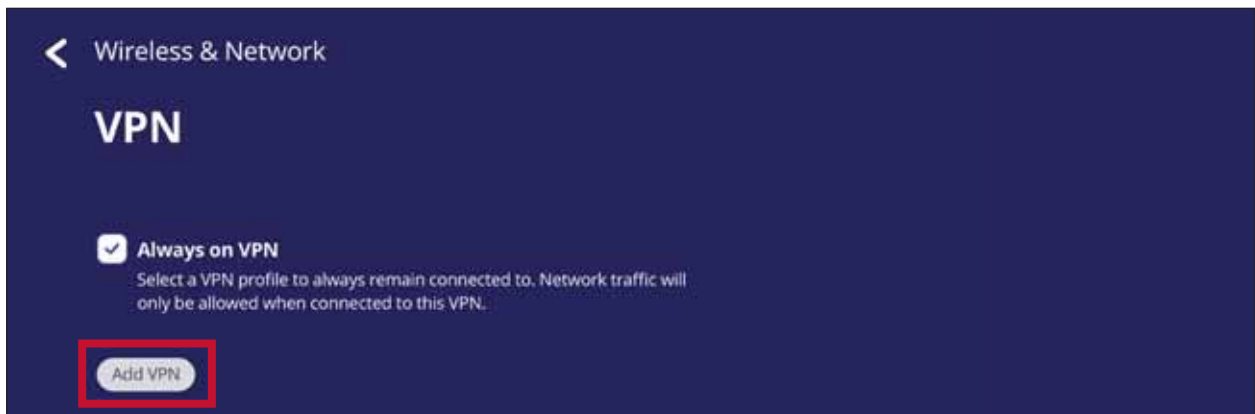 Wireless & Network
VPN
Always on VPN
Select a VPN profile to always remain connected to. Network traffic will
only be allowed when connected to this VPN.
Add VPN